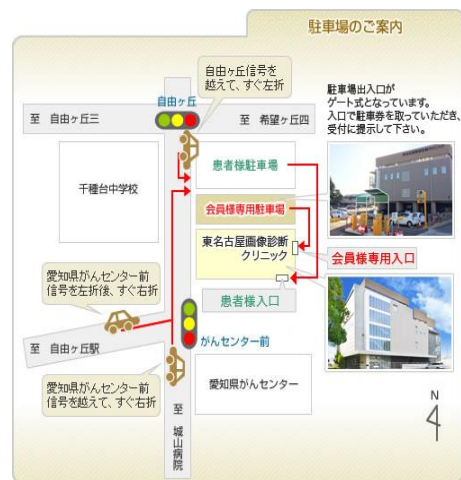 駐車場のご案内
自由ヶ丘信号を
越えて、すぐ左折
自由ヶ丘
至 自由ヶ丘三
至 希望ヶ丘四
駐車場出入口が
ゲート式となっています。
入口で駐車券を取っていただき、
受付に提示して下さい。
患者様駐車場
千種台中学校
会員様専用駐車場
東名古屋画像診断
クリニック
会員様専用入口
愛知県がんセンター前
信号を左折後、すぐ右折
患者様入口
がんセンター前
至 自由ヶ丘駅
愛知県がんセンター前
信号を越えて、すぐ右折
愛知県がんセンター
至 城山病院
N